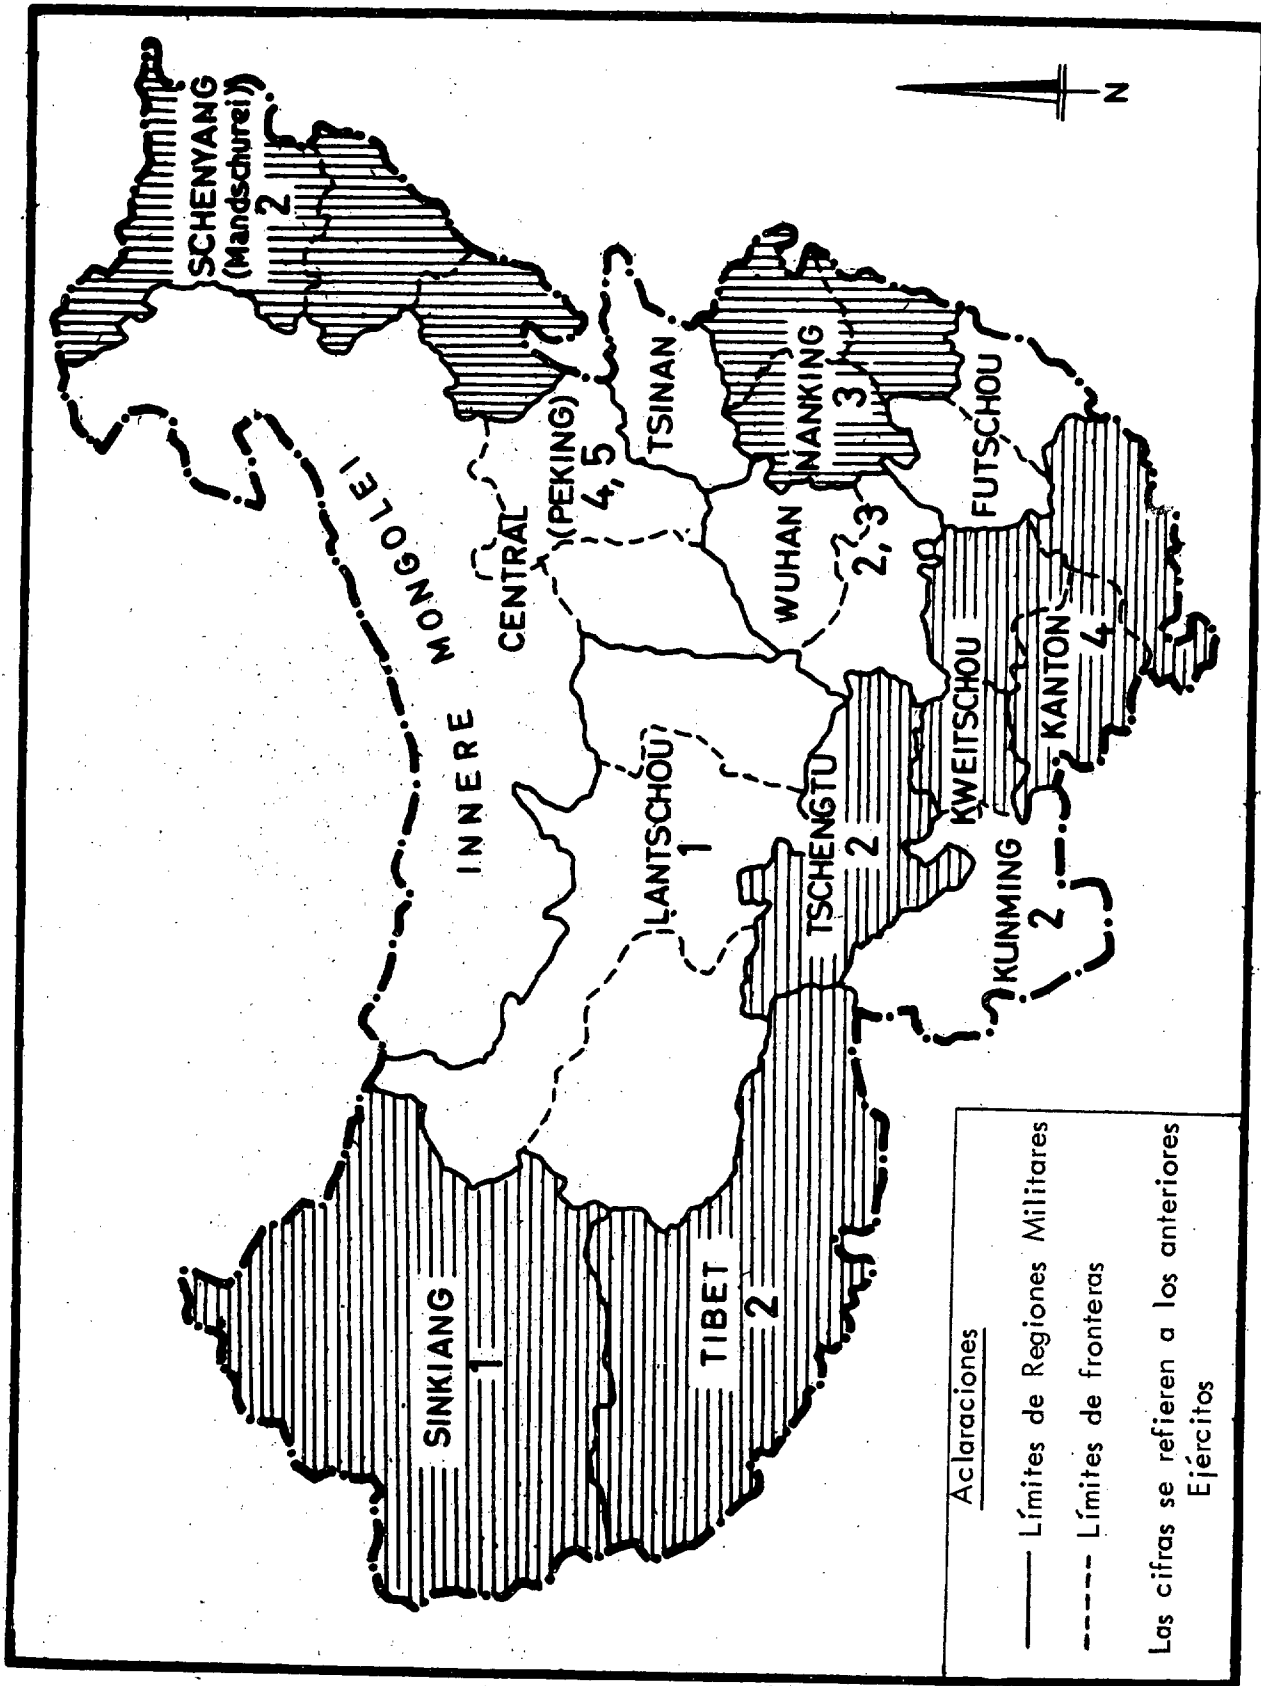 SCHENYANG
(Mandschurei)
2
INNERE MONGOLEI
CENTRAL
(PEKING)
4, 5
TSINAN
NANKING
3
WUHAN
2, 3
FUTSCHOU
SINKIANG
1
LANTSCHOU
1
TIBET
2
TSCHENGTU
2
KWEITSCHOU
KANTON
4
KUNMING
2
N
Aclaraciones
Límites de Regiones Militares
Límites de fronteras
Las cifras se refieren a los anteriores
Ejércitos